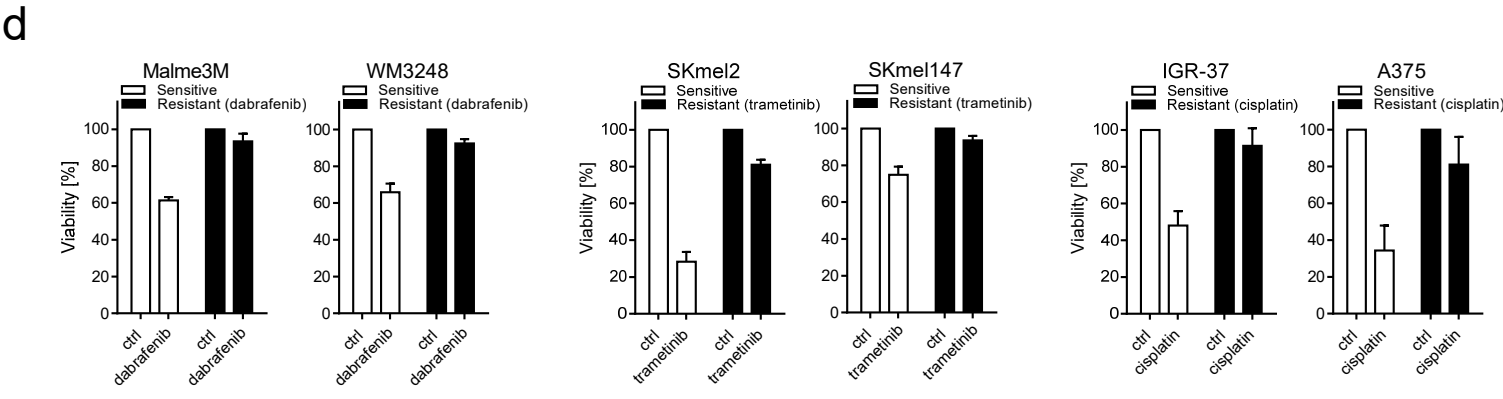 d
Malme3M
Sensitive
Resistant (dabrafenib)
Viability [%]
100
80
60
40
20
0
ctrl
dabrafenib
ctrl
dabrafenib
WM3248
Sensitive
Resistant (dabrafenib)
100
80
60
40
20
0
ctrl
dabrafenib
ctrl
dabrafenib
SKmel2
Sensitive
Resistant (trametinib)
Viability [%]
100
80
60
40
20
0
ctrl
trametinib
ctrl
trametinib
SKmel147
Sensitive
Resistant (trametinib)
100
80
60
40
20
0
ctrl
trametinib
ctrl
trametinib
IGR-37
Sensitive
Resistant (cisplatin)
Viability [%]
100
80
60
40
20
0
ctrl
cisplatin
ctrl
cisplatin
A375
Sensitive
Resistant (cisplatin)
100
80
60
40
20
0
ctrl
cisplatin
ctrl
cisplatin